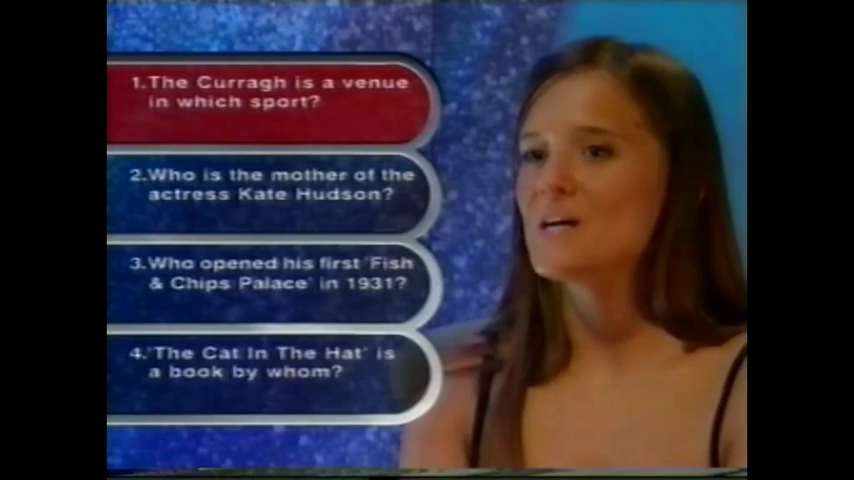 1.The Curragh is a venue
in which sport?
2.Who is the mother of the
actress Kate Hudson?
3.Who opened his first 'Fish
& Chips Palace' in 1931?
4.'The Cat In The Hat' is
a book by whom?